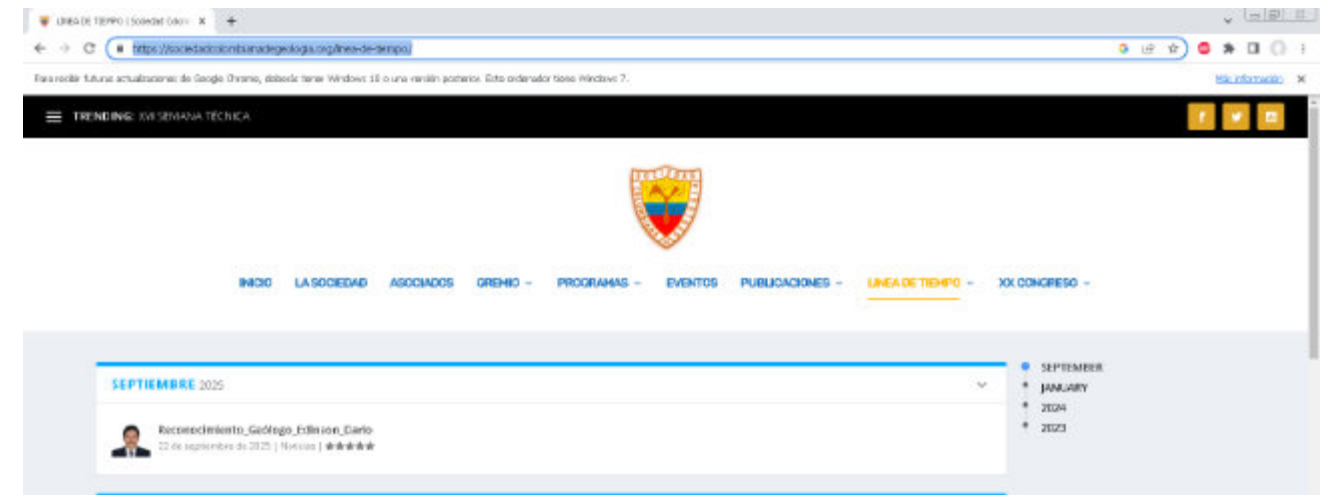 LINEA DE TIEMPO | Sociedad Colom
https://sociedadcolombianadegeologia.org/linea-de-tiempo/
Para recibir futuras actualizaciones de Google Chrome, deberás tener Windows 10 o una versión posterior. Este ordenador tiene Windows 7.
Más información
TRENDING: XVI SEMANA TÉCNICA
SOCIEDAD
INICIO LA SOCIEDAD ASOCIADOS GREMIO PROGRAMAS EVENTOS PUBLICACIONES LINEA DE TIEMPO XX CONGRESO
SEPTIEMBRE 2025
Reconocimiento_Geólogo_Edinson_Dario
22 de septiembre de 2025 | Noticias |
SEPTEMBER
JANUARY
2024
2023